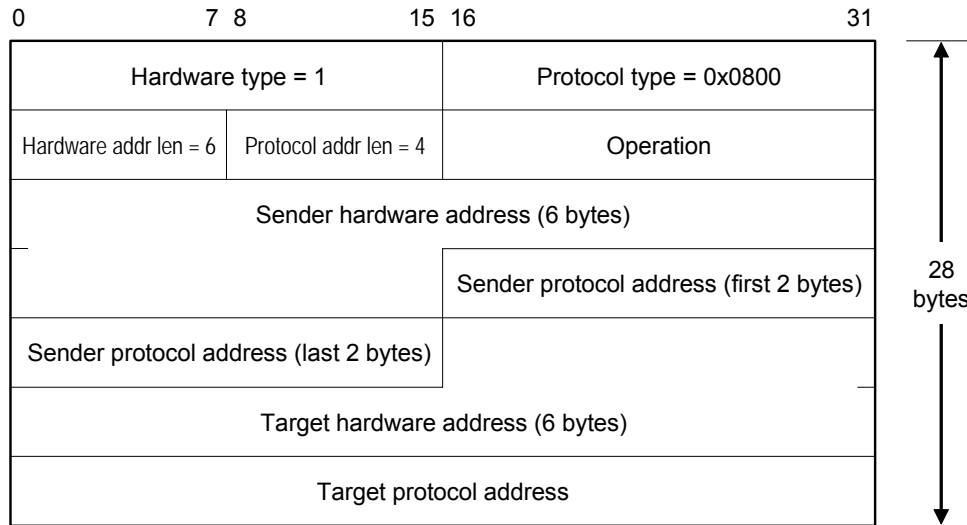 0 7 8 15 16 31
Hardware type = 1 Protocol type = 0x0800
Hardware addr len = 6 Protocol addr len = 4 Operation
Sender hardware address (6 bytes)
Sender protocol address (first 2 bytes)
28
bytes
Sender protocol address (last 2 bytes)
Target hardware address (6 bytes)
Target protocol address